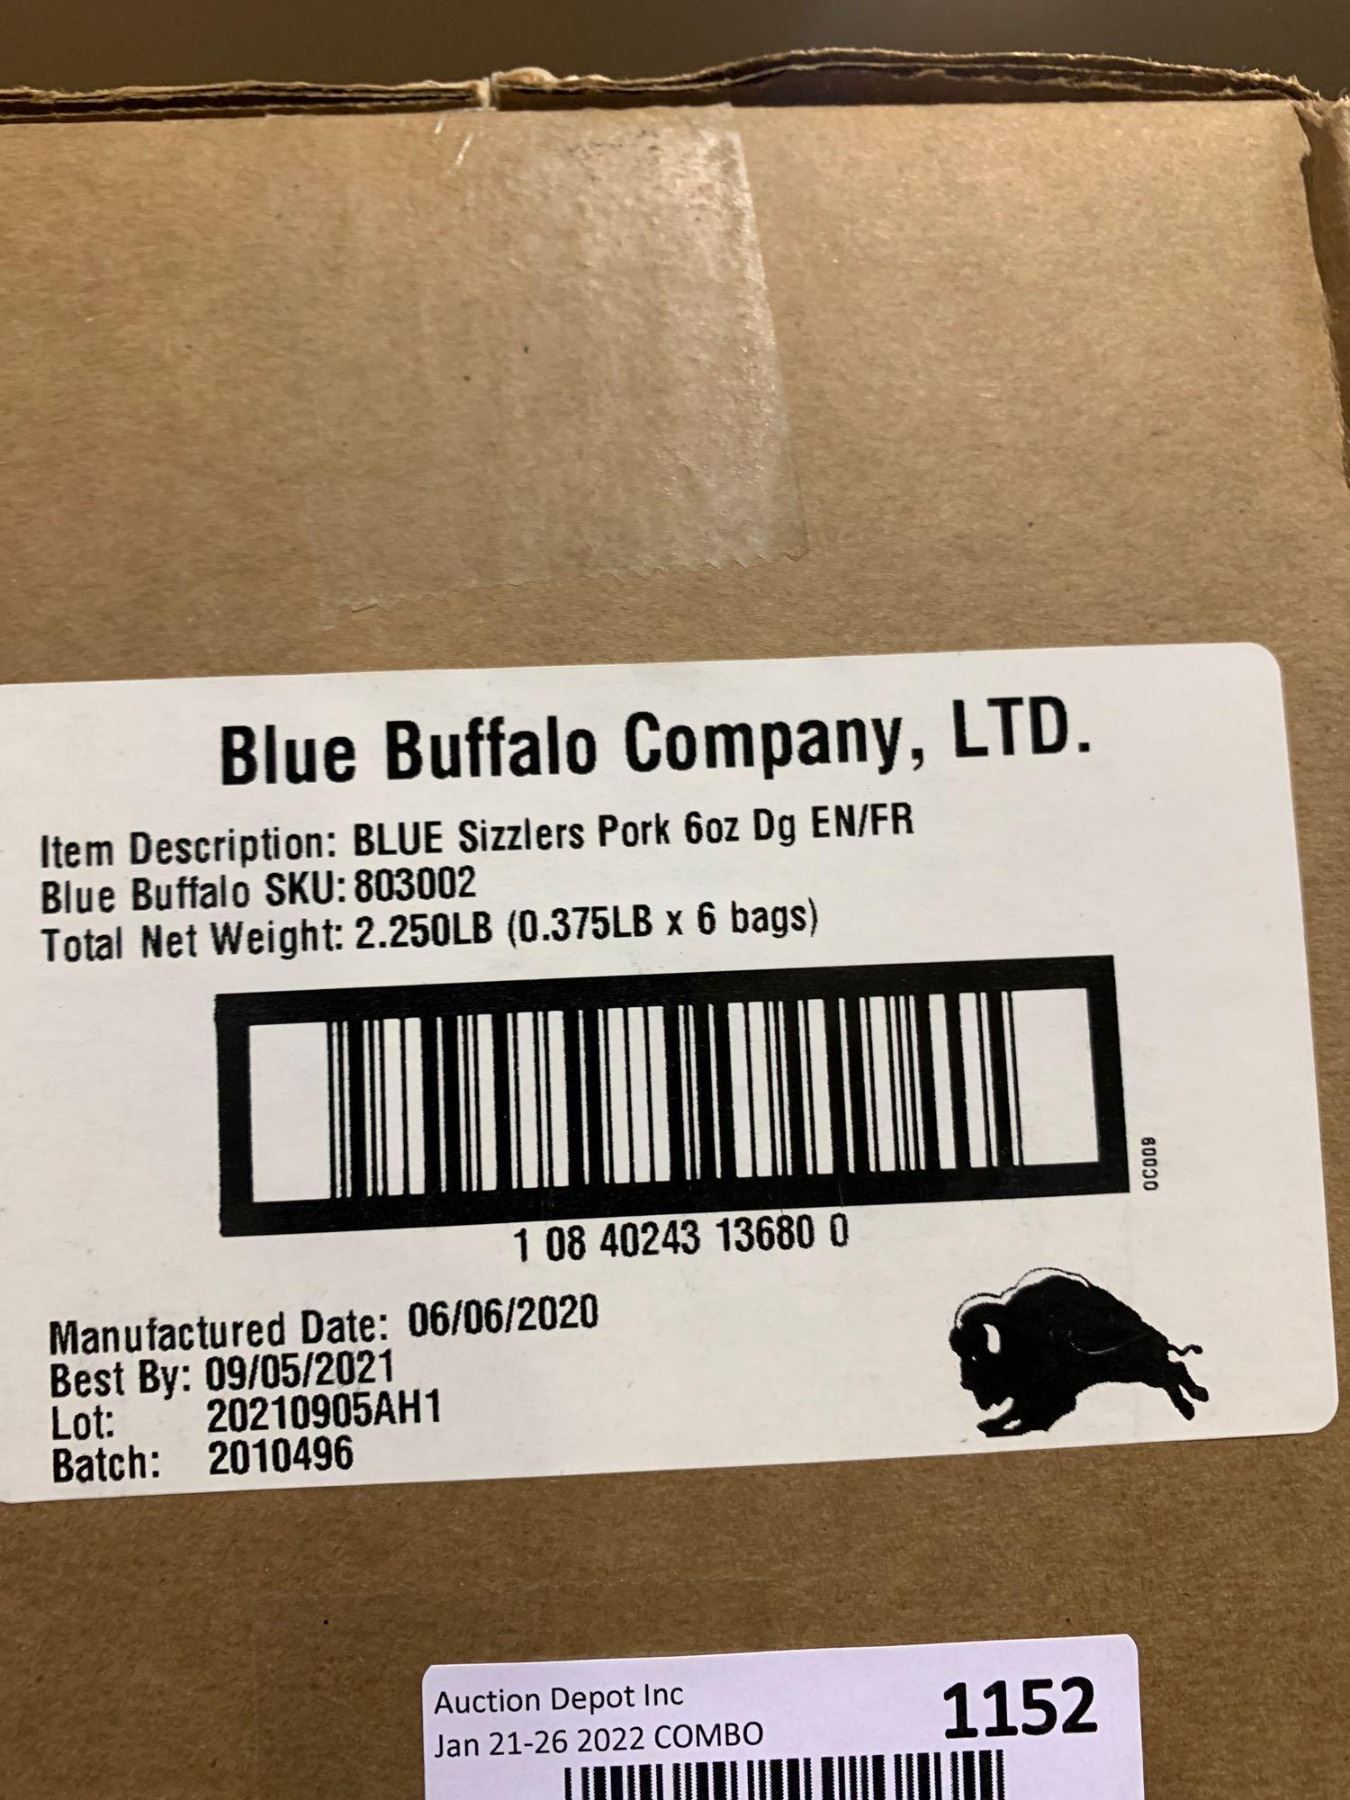 Blue Buffalo Company, LTD.
Item Description: BLUE Sizzlers Pork 6oz Dg EN/FR
Blue Buffalo SKU: 803002
Total Net Weight: 2.250LB (0.375LB x 6 bags)
0C009
1 08 40243 13680 0
Manufactured Date: 06/06/2020
Best By: 09/05/2021
Lot: 20210905AH1
Batch: 2010496
Auction Depot Inc
1152
Jan 21-26 2022 COMBO